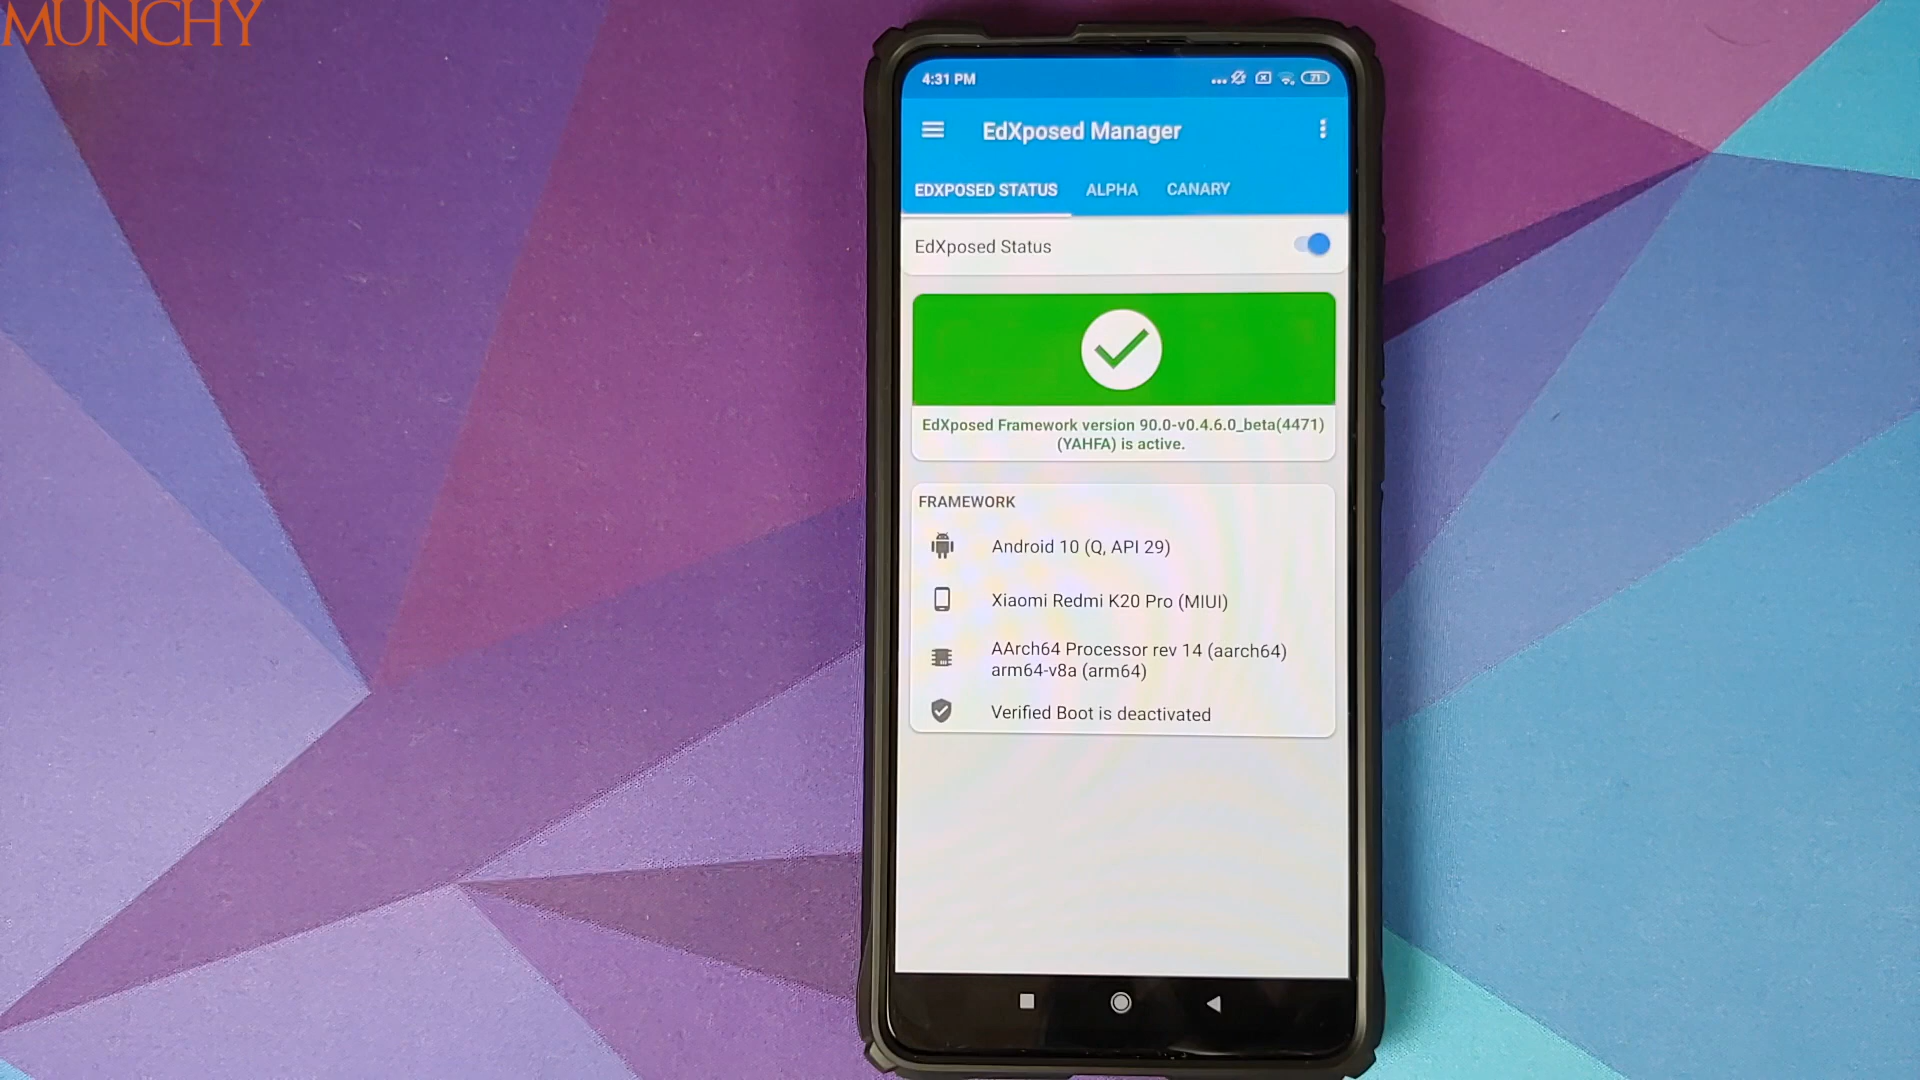 MUNCHY
4:31 PM
71
EdXposed Manager
EDXPOSED STATUS ALPHA CANARY
EdXposed Status
EdXposed Framework version 90.0-v0.4.6.0_beta(4471)
(YAHFA) is active.
FRAMEWORK
Android 10 (Q, API 29)
Xiaomi Redmi K20 Pro (MIUI)
AArch64 Processor rev 14 (aarch64)
arm64-v8a (arm64)
Verified Boot is deactivated